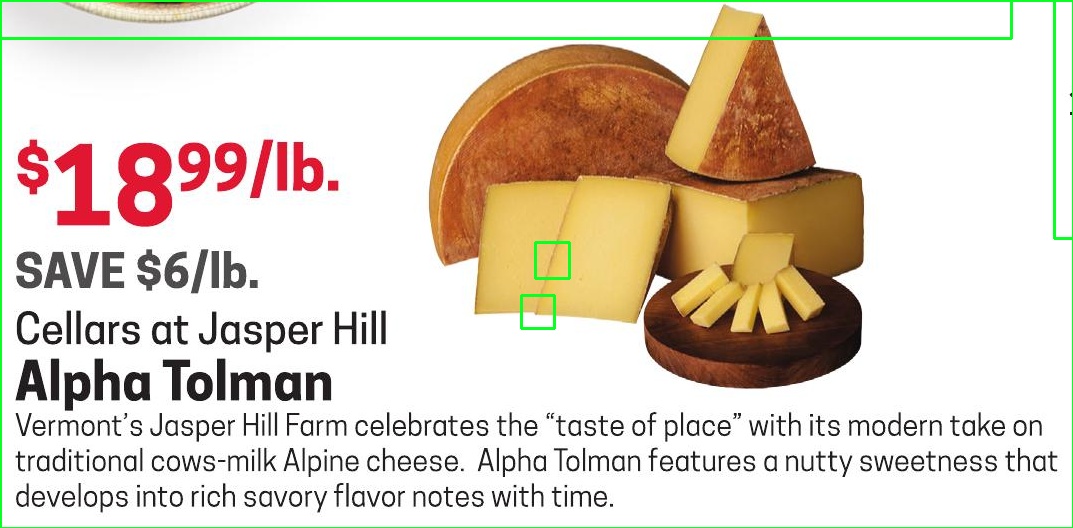 $18⁹⁹/lb.
SAVE $6/lb.
Cellars at Jasper Hill
Alpha Tolman
Vermont’s Jasper Hill Farm celebrates the “taste of place” with its modern take on
traditional cows-milk Alpine cheese.  Alpha Tolman features a nutty sweetness that
develops into rich savory flavor notes with time.